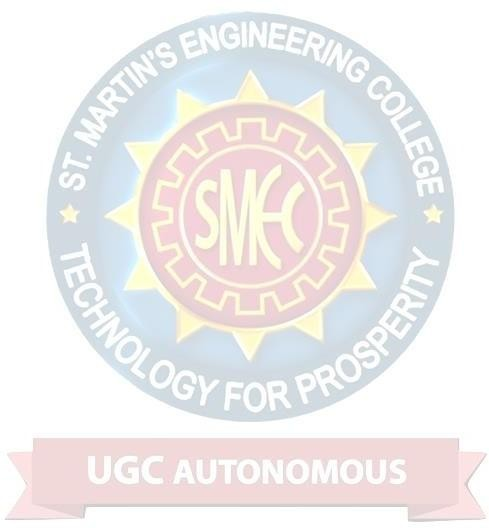 ST. MARTIN'S ENGINEERING COLLEGE
SMEC
TECHNOLOGY FOR PROSPERITY
UGC AUTONOMOUS